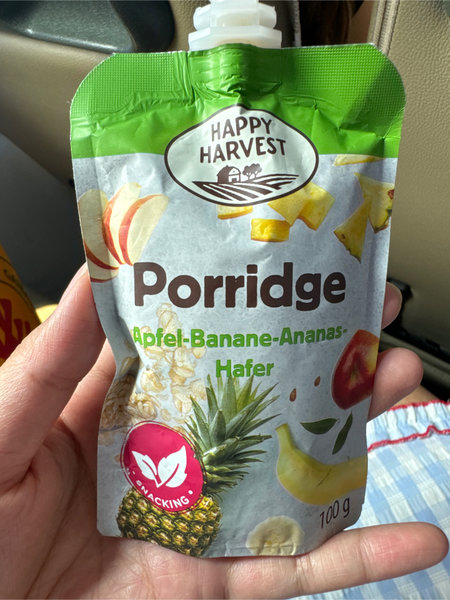 HAPPY
HARVEST
Porridge
Apfel-Banane-Ananas-
Hafer
SNACKING
100 g